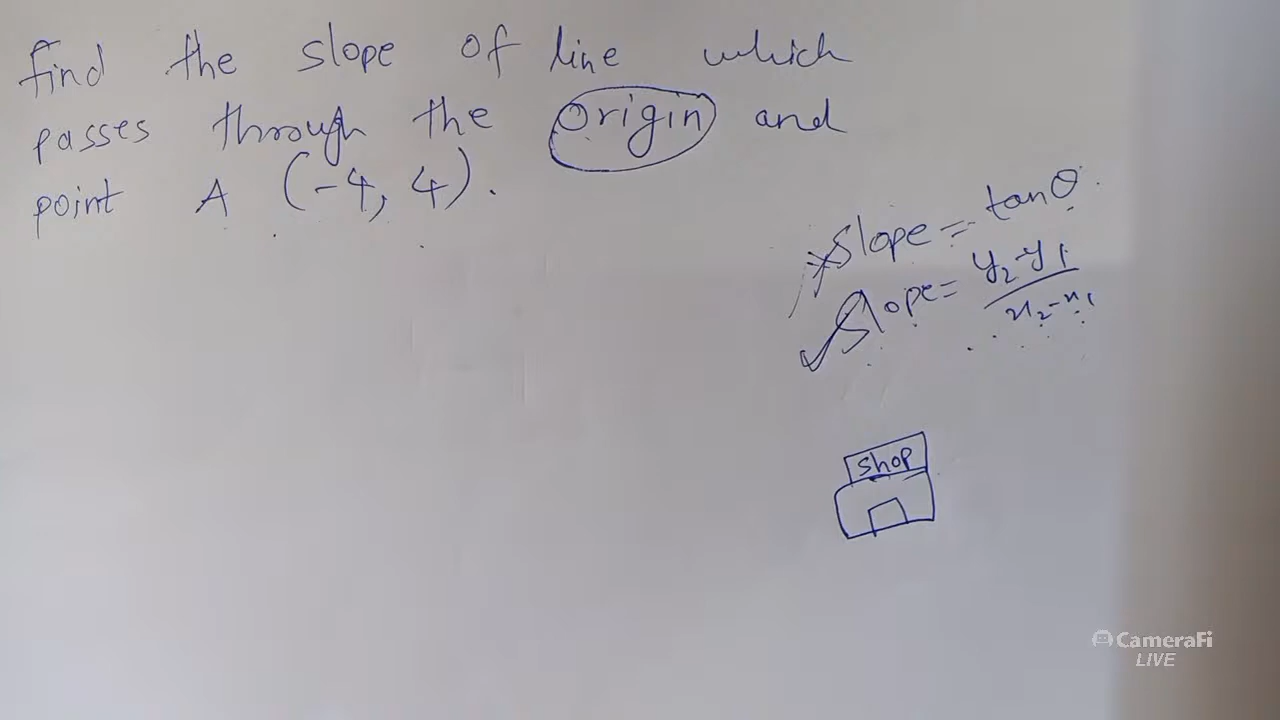 find the slope of line which
passes through the origin and
point A (-4, 4).
slope = tanθ
Slope = y₂-y₁ / x₂-x₁
shop
CameraFi
LIVE